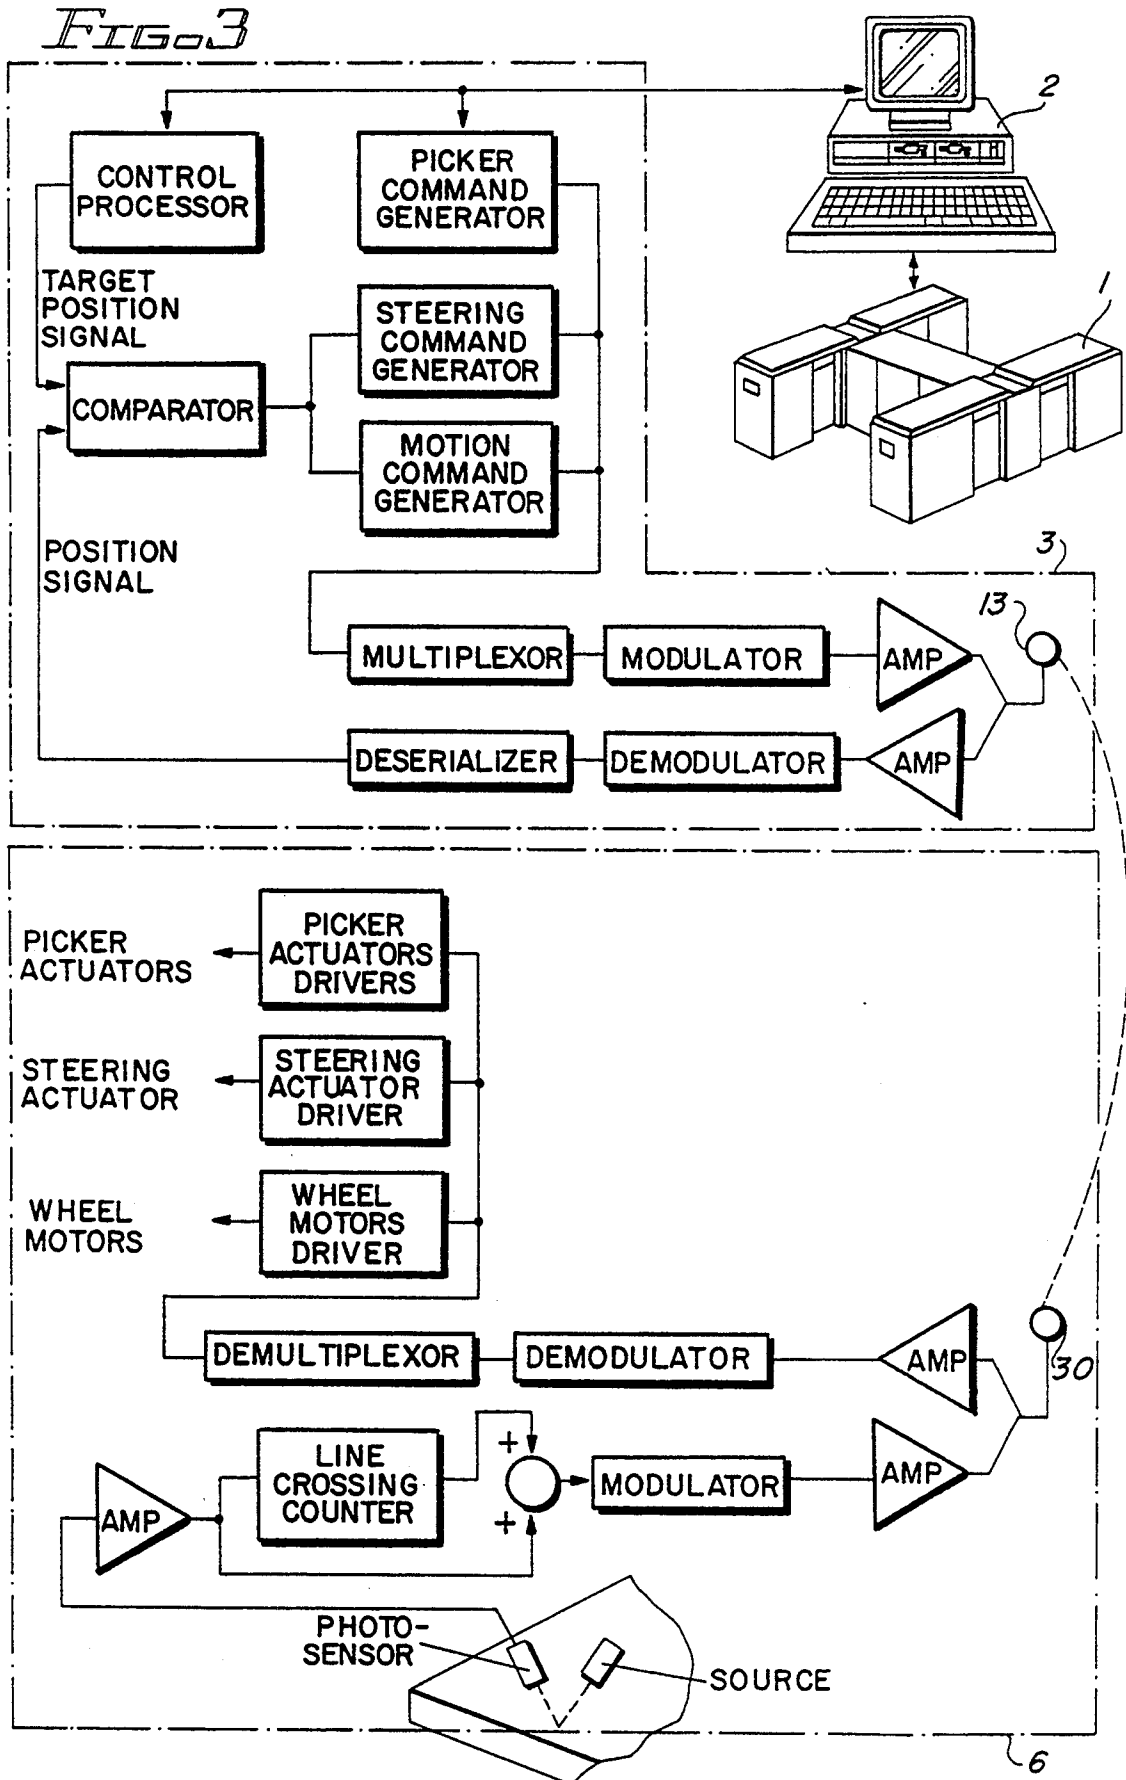 FIG. 3
2
CONTROL
PROCESSOR
PICKER
COMMAND
GENERATOR
TARGET
POSITION
SIGNAL
STEERING
COMMAND
GENERATOR
1
COMPARATOR
MOTION
COMMAND
GENERATOR
POSITION
SIGNAL
3
13
MULTIPLEXOR
MODULATOR
AMP
DESERIALIZER
DEMODULATOR
AMP
PICKER
ACTUATORS
PICKER
ACTUATORS
DRIVERS
STEERING
ACTUATOR
STEERING
ACTUATOR
DRIVER
WHEEL
MOTORS
WHEEL
MOTORS
DRIVER
DEMULTIPLEXOR
DEMODULATOR
AMP
30
LINE
CROSSING
COUNTER
+
+
MODULATOR
AMP
AMP
PHOTO-
SENSOR
SOURCE
6